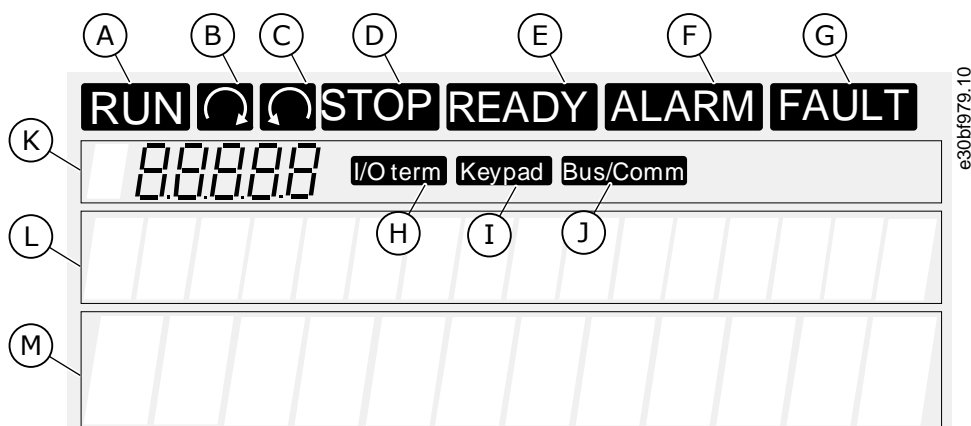 A B C D E F G
RUN STOP READY ALARM FAULT
K 8.8.8.8.8 I/O term Keypad Bus/Comm
H I J
L
M
e30bf979.10